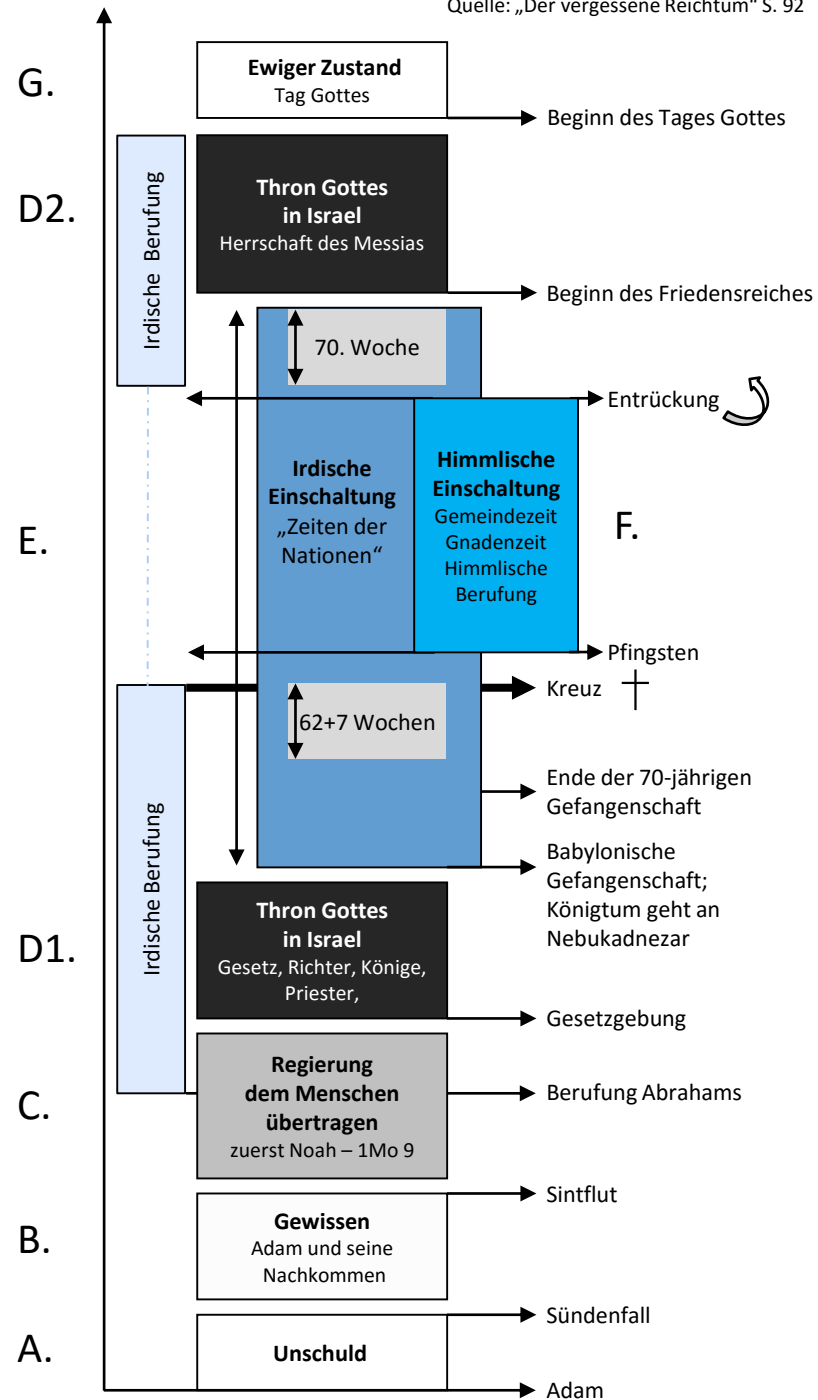 Quelle: „Der vergessene Reichtum“ S. 92
G.
Ewiger Zustand
Tag Gottes
Beginn des Tages Gottes
D2.
Irdische Berufung
Thron Gottes
in Israel
Herrschaft des Messias
Beginn des Friedensreiches
70. Woche
Entrückung
E.
Irdische
Einschaltung
„Zeiten der
Nationen“
Himmlische
Einschaltung
Gemeindezeit
Gnadenzeit
Himmlische
Berufung
F.
Pfingsten
Kreuz
62+7 Wochen
Ende der 70-jährigen
Gefangenschaft
Babylonische
Gefangenschaft;
Königtum geht an
Nebukadnezar
Irdische Berufung
D1.
Thron Gottes
in Israel
Gesetz, Richter, Könige,
Priester,
Gesetzgebung
C.
Regierung
dem Menschen
übertragen
zuerst Noah – 1Mo 9
Berufung Abrahams
Sintflut
B.
Gewissen
Adam und seine
Nachkommen
Sündenfall
A.
Unschuld
Adam